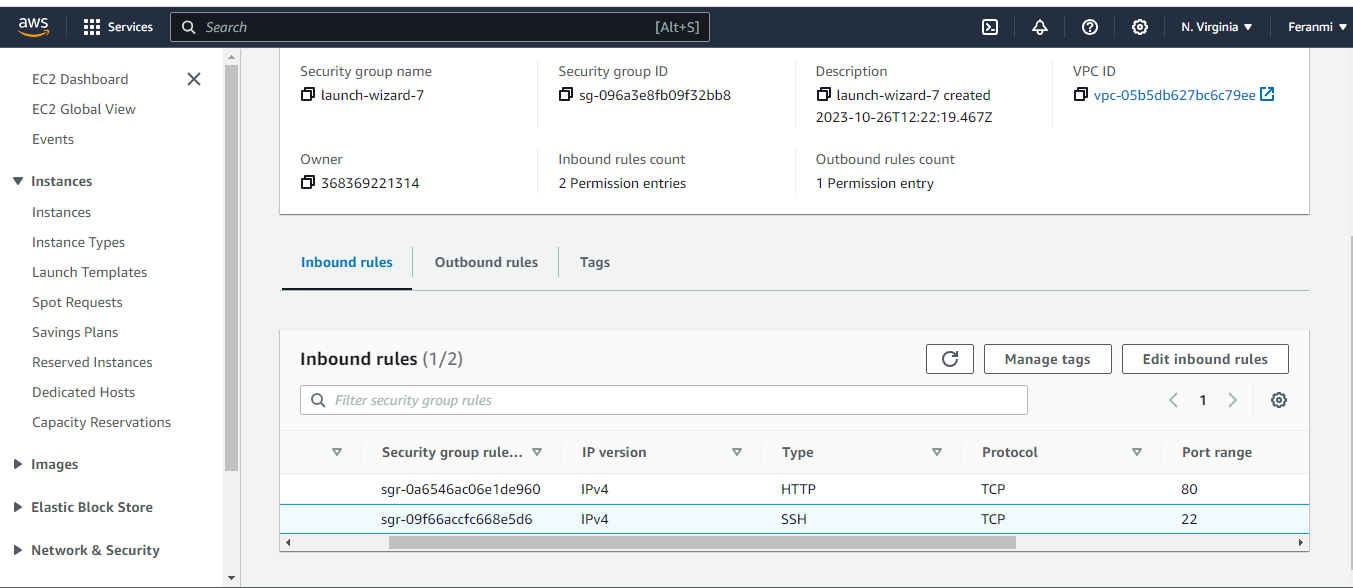 aws Services Search [Alt+S] N. Virginia Feranmi
EC2 Dashboard
EC2 Global View
Events
Instances
Instances
Instance Types
Launch Templates
Spot Requests
Savings Plans
Reserved Instances
Dedicated Hosts
Capacity Reservations
Images
Elastic Block Store
Network & Security
Security group name
launch-wizard-7
Security group ID
sg-096a3e8fb09f32bb8
Description
launch-wizard-7 created
2023-10-26T12:22:19.467Z
VPC ID
vpc-05b5db627bc6c79ee
Owner
368369221314
Inbound rules count
2 Permission entries
Outbound rules count
1 Permission entry
Inbound rules Outbound rules Tags
Inbound rules (1/2) Manage tags Edit inbound rules
Filter security group rules 1
Security group rule... IP version Type Protocol Port range
sgr-0a6546ac06e1de960 IPv4 HTTP TCP 80
sgr-09f66accfc668e5d6 IPv4 SSH TCP 22